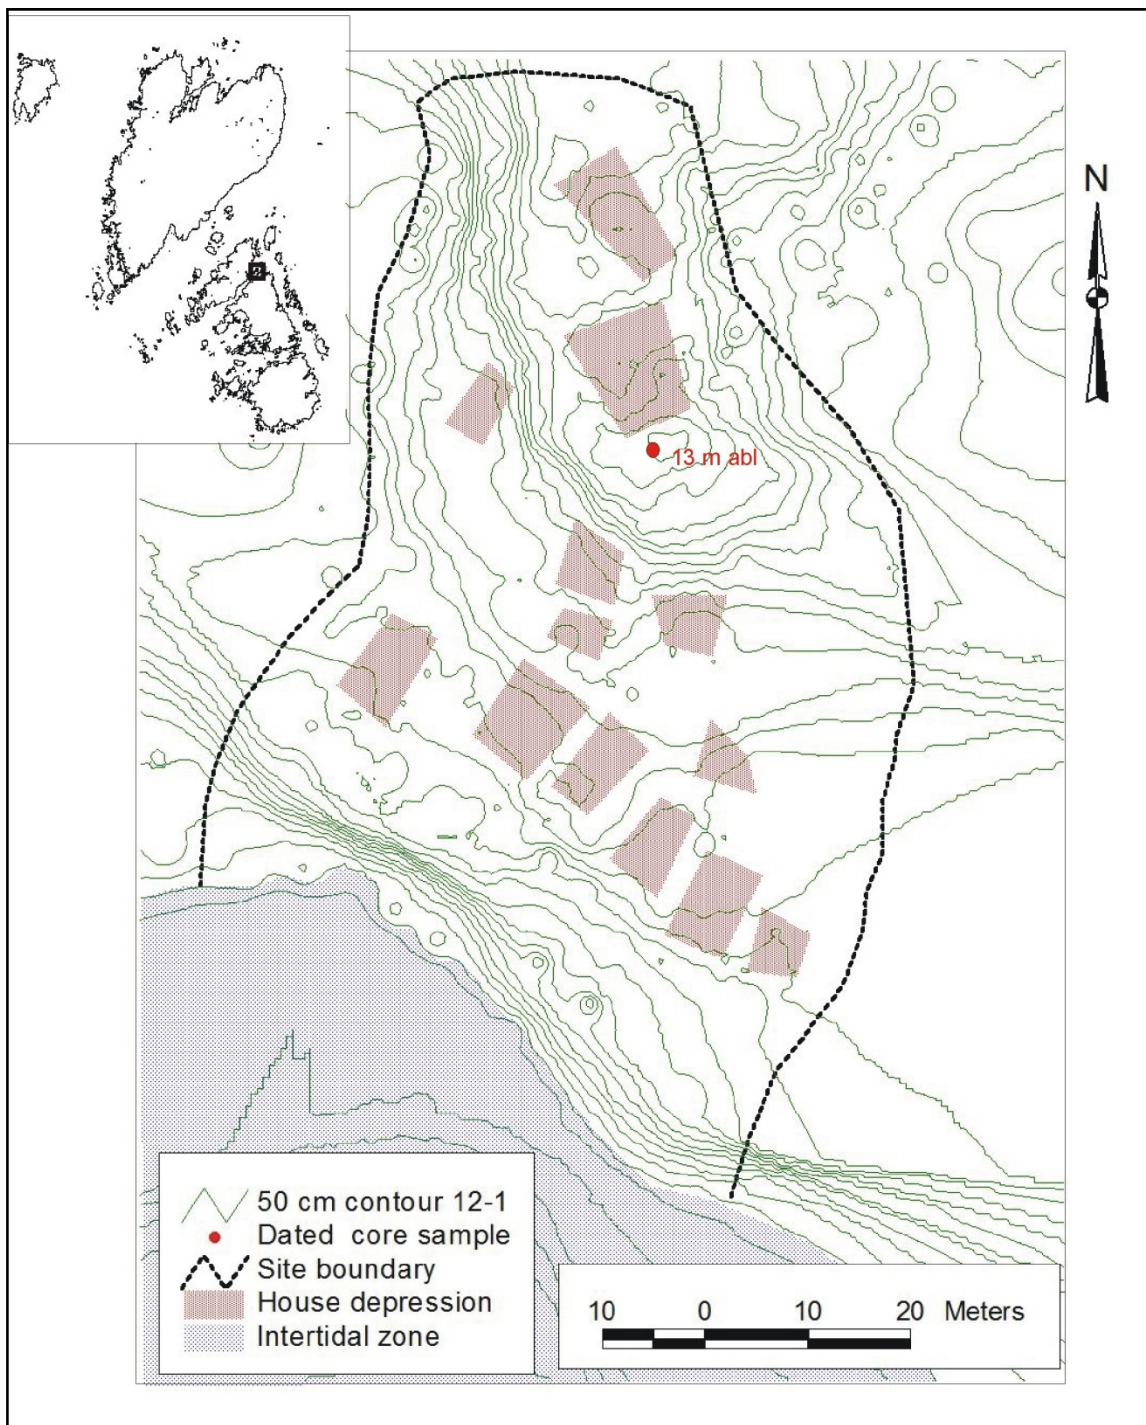 N
13 m abl
50 cm contour 12-1
Dated core sample
Site boundary
House depression
Intertidal zone
10 0 10 20 Meters